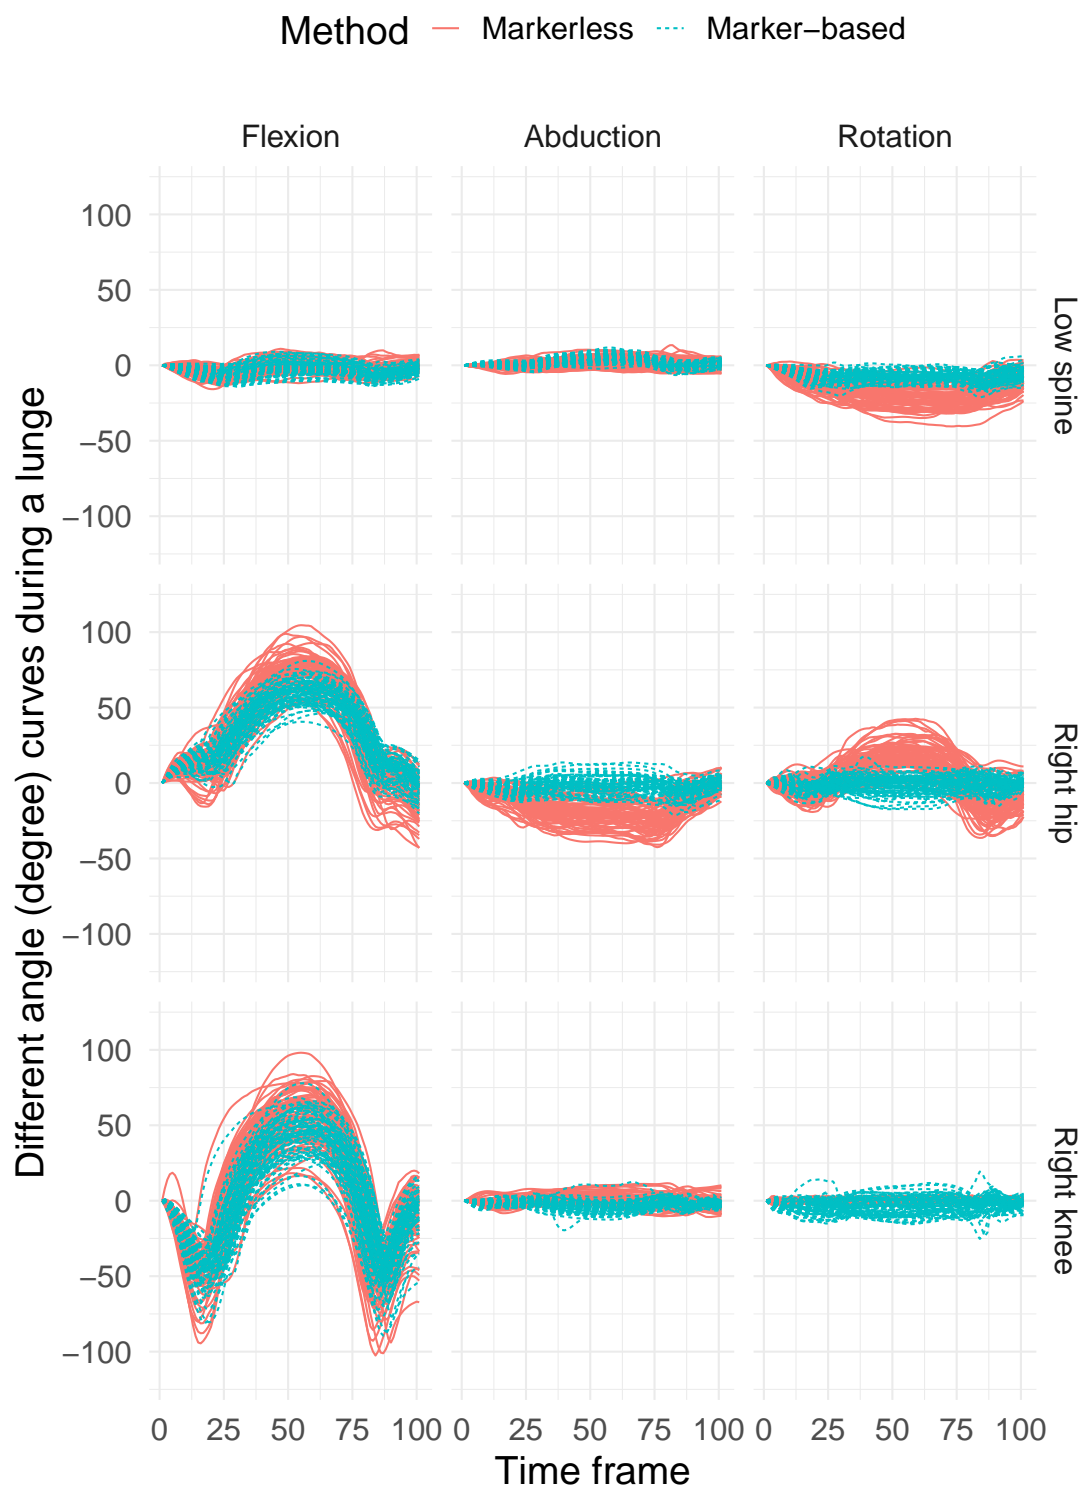 Method Markerless Marker−based
Flexion Abduction Rotation
100
50
0
−50
−100
Low spine
100
50
0
−50
−100
Right hip
100
50
0
−50
−100
Right knee
0 25 50 75 100 0 25 50 75 100 0 25 50 75 100
Time frame
Different angle (degree) curves during a lunge